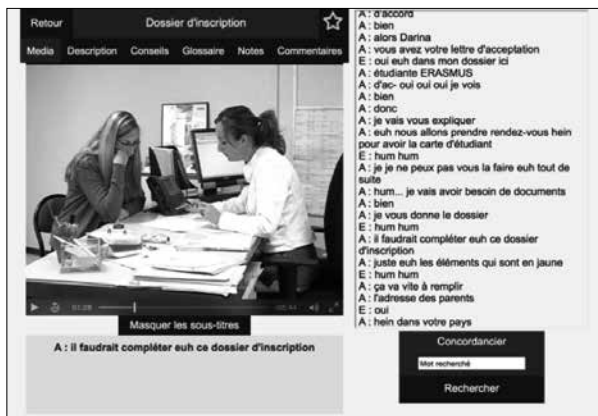 Retour
Dossier d'inscription
Media Description Conseils Glossaire Notes Commentaires
01:28
05:44
Masquer les sous-titres
A : il faudrait compléter euh ce dossier d'inscription
A : d'accord
A : bien
A : alors Darina
A : vous avez votre lettre d'acceptation
E : oui euh dans mon dossier ici
A : étudiante ERASMUS
A : d'ac- oui oui oui je vois
A : bien
A : donc
A : je vais vous expliquer
A : euh nous allons prendre rendez-vous hein
pour avoir la carte d'étudiant
E : hum hum
A : je je ne peux pas vous la faire euh tout de
suite
A : hum... je vais avoir besoin de documents
A : bien
A : je vous donne le dossier
E : hum hum
A : il faudrait compléter euh ce dossier
d'inscription
A : juste euh les éléments qui sont en jaune
E : hum hum
A : ça va vite à remplir
A : l'adresse des parents
E : oui
A : hein dans votre pays
Concordancier
Mot recherché
Rechercher